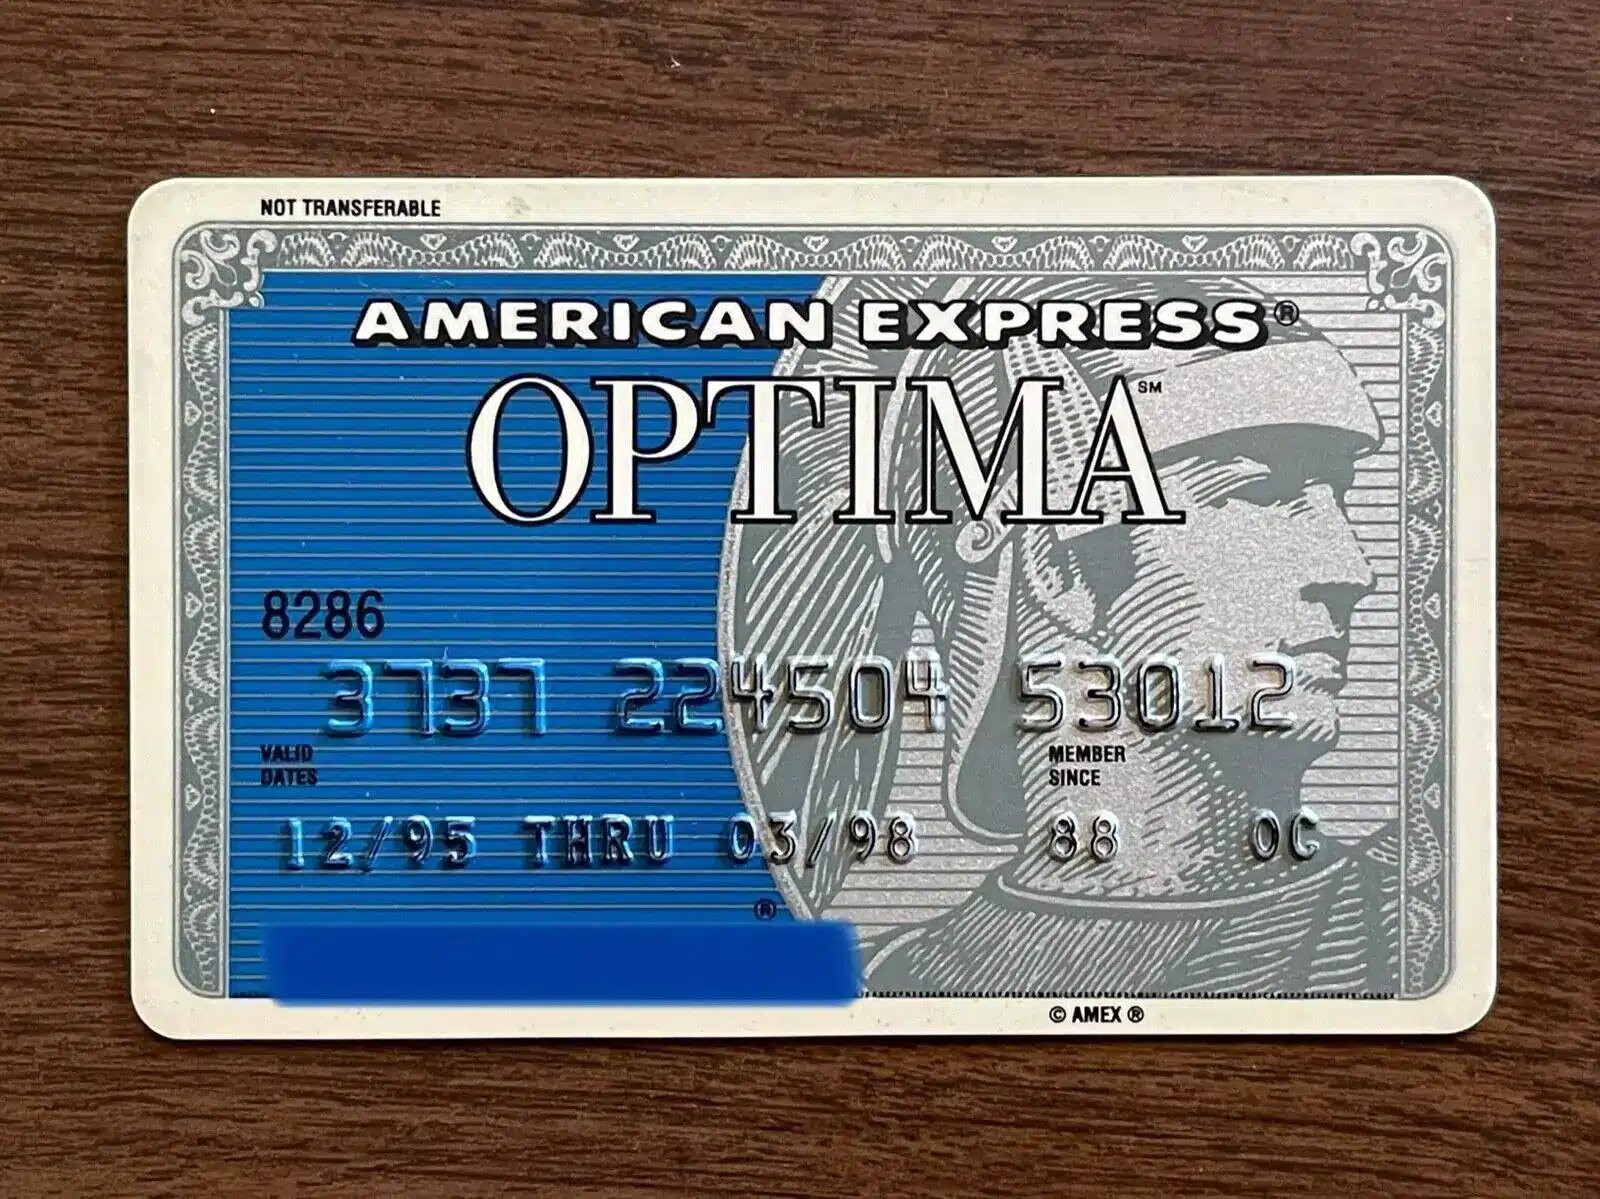 NOT TRANSFERABLE
AMERICAN EXPRESS®
OPTIMA℠
8286
3737 224504 53012
VALID DATES
MEMBER SINCE
12/95 THRU 03/98 88 OC
®
© AMEX ®